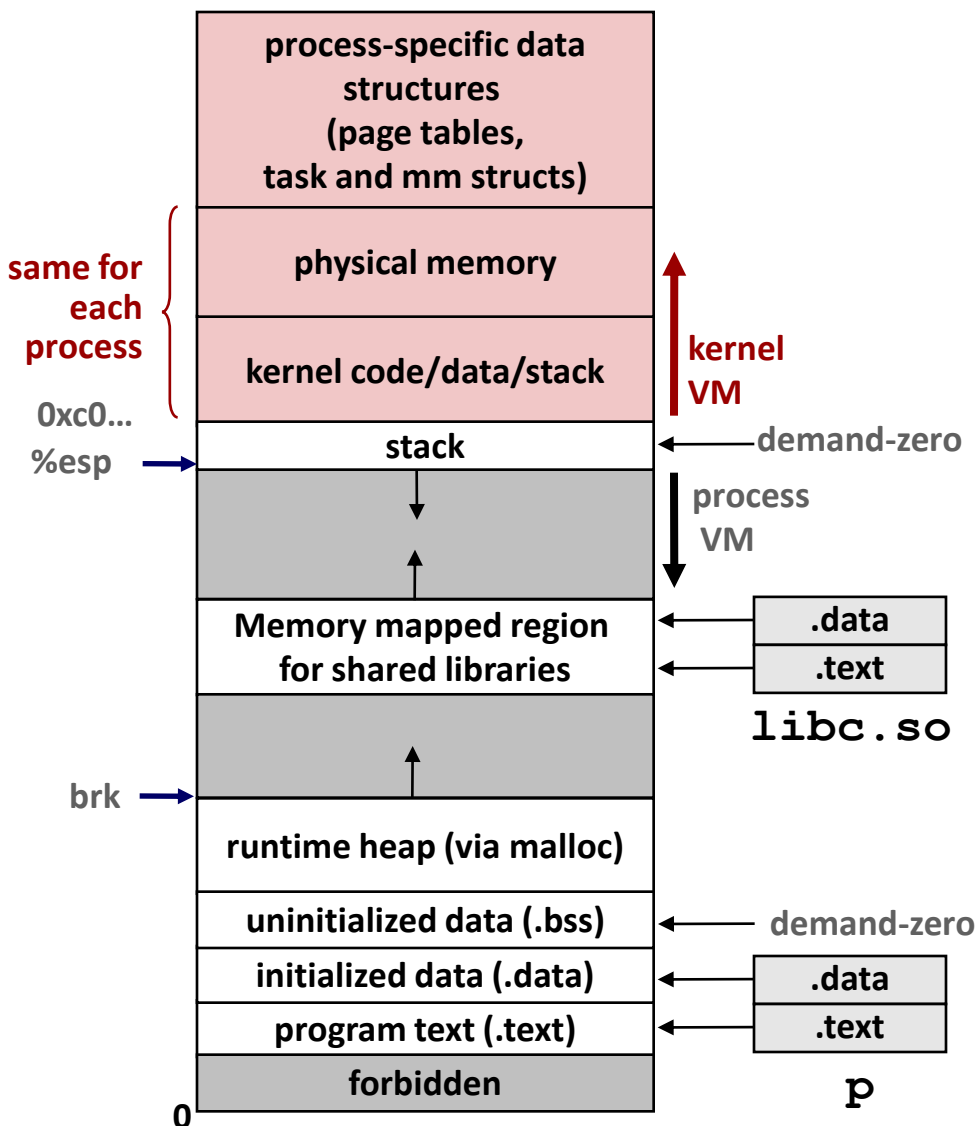 process-specific data
structures
(page tables,
task and mm structs)
same for
each
process
physical memory
kernel code/data/stack
kernel
VM
0xc0...
%esp
stack
demand-zero
process
VM
Memory mapped region
for shared libraries
.data
.text
libc.so
brk
runtime heap (via malloc)
uninitialized data (.bss)
demand-zero
initialized data (.data)
.data
program text (.text)
.text
forbidden
p
0